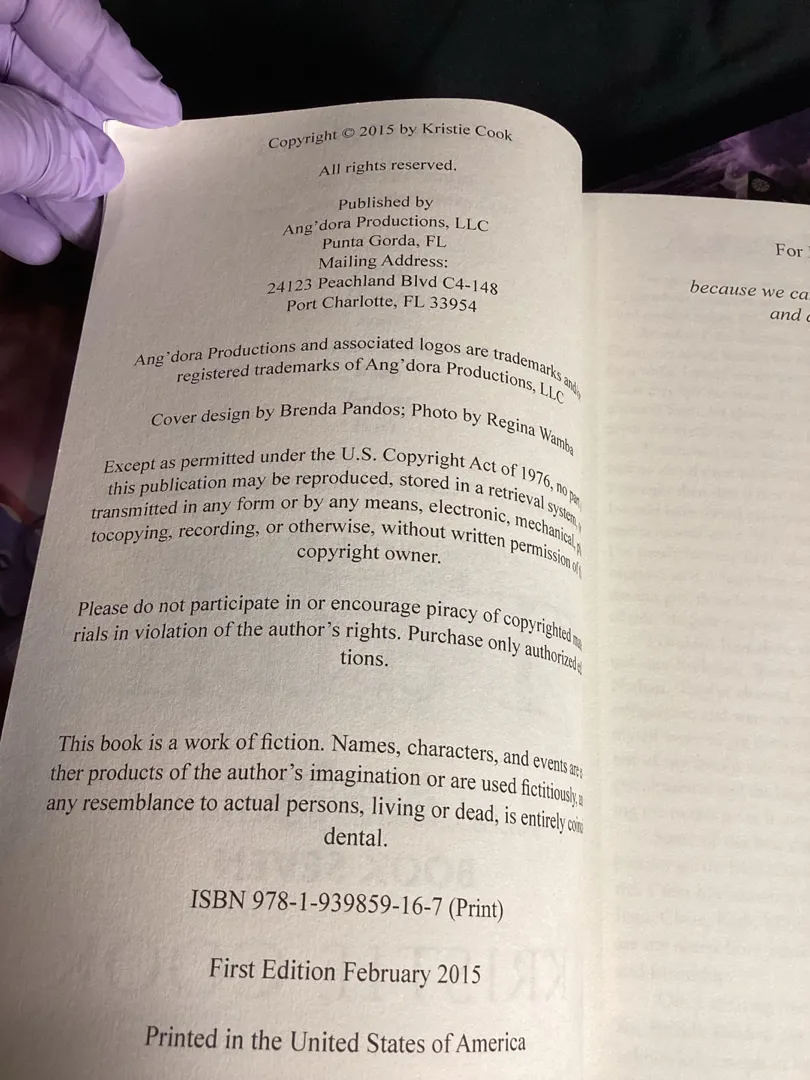 Copyright © 2015 by Kristie Cook
All rights reserved.
Published by
Ang’dora Productions, LLC
Punta Gorda, FL
Mailing Address:
24123 Peachland Blvd C4-148
Port Charlotte, FL 33954
Ang’dora Productions and associated logos are trademarks and
registered trademarks of Ang’dora Productions, LLC
Cover design by Brenda Pandos; Photo by Regina Wamba
Except as permitted under the U.S. Copyright Act of 1976, no
this publication may be reproduced, stored in a retrieval system,
transmitted in any form or by any means, electronic, mechanical,
tocopying, recording, or otherwise, without written permission of
copyright owner.
Please do not participate in or encourage piracy of copyrighted
rials in violation of the author’s rights. Purchase only authorized
tions.
This book is a work of fiction. Names, characters, and events are
ther products of the author’s imagination or are used fictitiously,
any resemblance to actual persons, living or dead, is entirely
dental.
ISBN 978-1-939859-16-7 (Print)
First Edition February 2015
Printed in the United States of America
For
because we
and